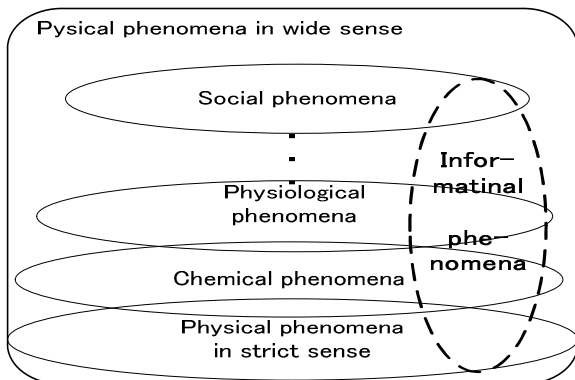 Pysical phenomena in wide sense
Social phenomena
Infor-
matinal
phe-
nomena
Physiological
phenomena
Chemical phenomena
Physical phenomena
in strict sense